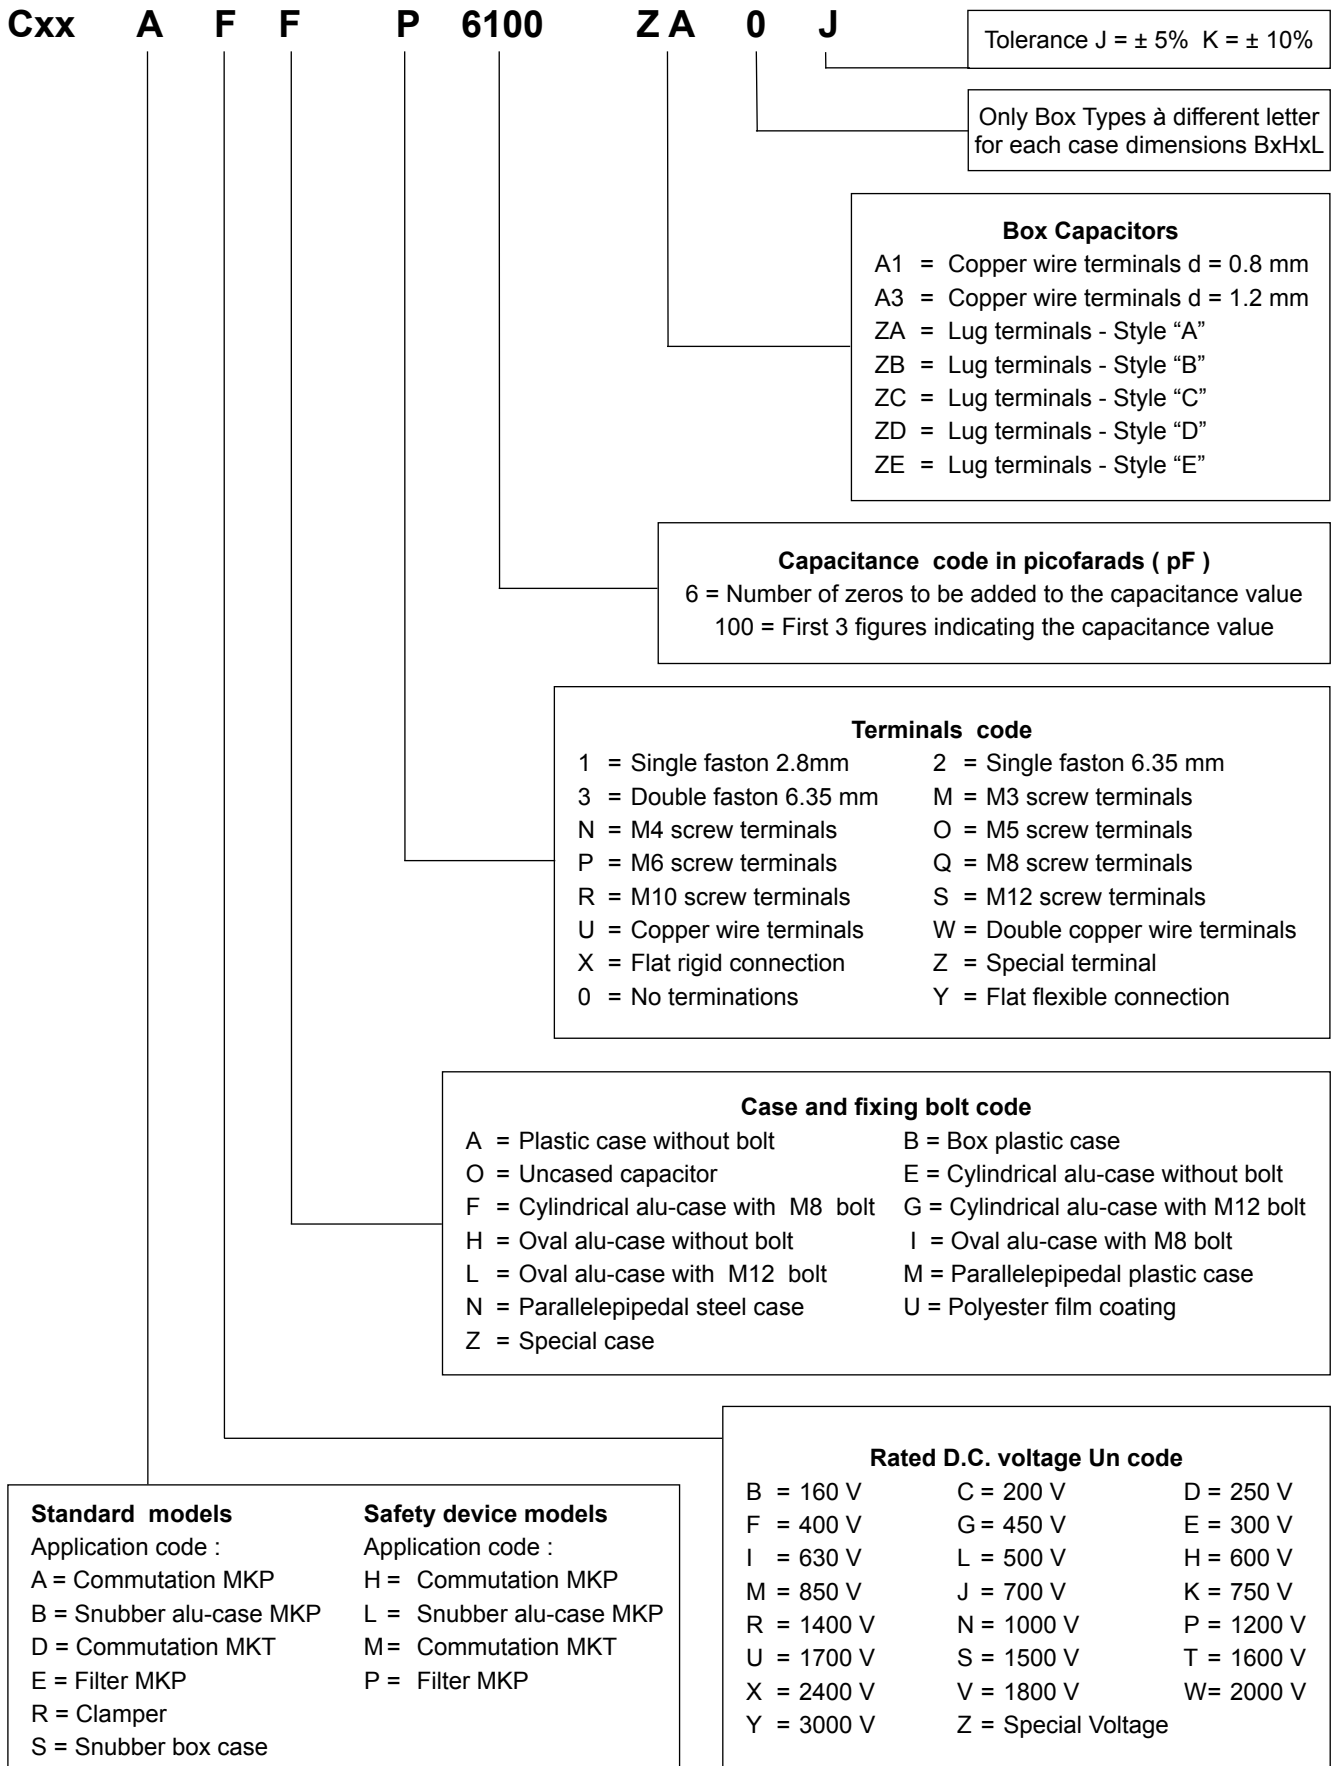 Cxx A F F P 6100 Z A 0 J
Tolerance J = ± 5% K = ± 10%
Only Box Types à different letter
for each case dimensions BxHxL
Box Capacitors
A1 = Copper wire terminals d = 0.8 mm
A3 = Copper wire terminals d = 1.2 mm
ZA = Lug terminals - Style “A”
ZB = Lug terminals - Style “B”
ZC = Lug terminals - Style “C”
ZD = Lug terminals - Style “D”
ZE = Lug terminals - Style “E”
Capacitance code in picofarads ( pF )
6 = Number of zeros to be added to the capacitance value
100 = First 3 figures indicating the capacitance value
Terminals code
1 = Single faston 2.8mm 2 = Single faston 6.35 mm
3 = Double faston 6.35 mm M = M3 screw terminals
N = M4 screw terminals O = M5 screw terminals
P = M6 screw terminals Q = M8 screw terminals
R = M10 screw terminals S = M12 screw terminals
U = Copper wire terminals W = Double copper wire terminals
X = Flat rigid connection Z = Special terminal
0 = No terminations Y = Flat flexible connection
Case and fixing bolt code
A = Plastic case without bolt B = Box plastic case
O = Uncased capacitor E = Cylindrical alu-case without bolt
F = Cylindrical alu-case with M8 bolt G = Cylindrical alu-case with M12 bolt
H = Oval alu-case without bolt I = Oval alu-case with M8 bolt
L = Oval alu-case with M12 bolt M = Parallelepipedal plastic case
N = Parallelepipedal steel case U = Polyester film coating
Z = Special case
Rated D.C. voltage Un code
B = 160 V C = 200 V D = 250 V
F = 400 V G = 450 V E = 300 V
I = 630 V L = 500 V H = 600 V
M = 850 V J = 700 V K = 750 V
R = 1400 V N = 1000 V P = 1200 V
U = 1700 V S = 1500 V T = 1600 V
X = 2400 V V = 1800 V W= 2000 V
Y = 3000 V Z = Special Voltage
Standard models Safety device models
Application code : Application code :
A = Commutation MKP H = Commutation MKP
B = Snubber alu-case MKP L = Snubber alu-case MKP
D = Commutation MKT M = Commutation MKT
E = Filter MKP P = Filter MKP
R = Clamper
S = Snubber box case